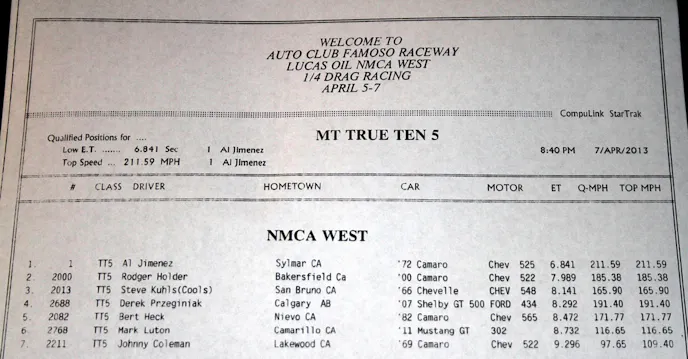 WELCOME TO
AUTO CLUB FAMOSO RACEWAY
LUCAS OIL NMCA WEST
1/4 DRAG RACING
APRIL 5-7
CompuLink StarTrak
Qualified Positions for .... MT TRUE TEN 5
Low E.T. ....... 6.841 Sec 1 Al Jimenez 8:40 PM 7/APR/2013
Top Speed ... 211.59 MPH 1 Al Jimenez
# CLASS DRIVER HOMETOWN CAR MOTOR ET Q-MPH TOP MPH
NMCA WEST
1. 1 TT5 Al Jimenez Sylmar CA '72 Camaro Chev 525 6.841 211.59 211.59
2. 2000 TT5 Rodger Holder Bakersfield Ca '00 Camaro Chev 522 7.989 185.38 185.38
3. 2013 TT5 Steve Kuhls(Cools) San Bruno CA '66 Chevelle CHEV 548 8.141 165.90 165.90
4. 2688 TT5 Derek Przeginiak Calgary AB '07 Shelby GT 500 FORD 434 8.292 191.40 191.40
5. 2082 TT5 Bert Heck Nievo CA '82 Camaro Chev 565 8.472 171.77 171.77
6. 2768 TT5 Mark Luton Camarillo CA '11 Mustang GT 302 8.732 116.65 116.65
7. 2211 TT5 Johnny Coleman Lakewood CA '69 Camaro Chev 522 9.296 97.65 109.40